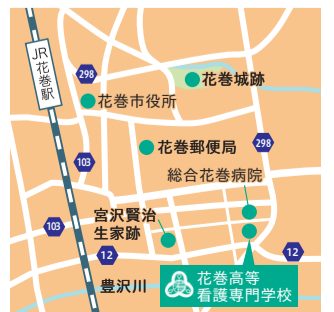 JR花巻駅
298
花巻城跡
花巻市役所
花巻郵便局
298
103
総合花巻病院
宮沢賢治
生家跡
103
12
12
豊沢川
花巻高等
看護専門学校